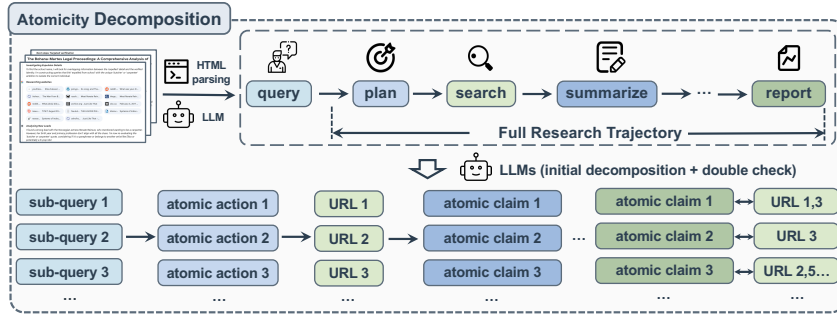 Atomicity Decomposition
The Boheme-Mertes Legal Proceedings: A Comprehensive Analysis of
HTML
parsing
LLM
query
plan
search
summarize
...
report
Full Research Trajectory
LLMs (initial decomposition + double check)
sub-query 1
atomic action 1
URL 1
atomic claim 1
atomic claim 1
URL 1,3
sub-query 2
atomic action 2
URL 2
atomic claim 2
...
atomic claim 2
URL 3
sub-query 3
atomic action 3
URL 3
atomic claim 3
atomic claim 3
URL 2,5...
...
...
...
...
...
...